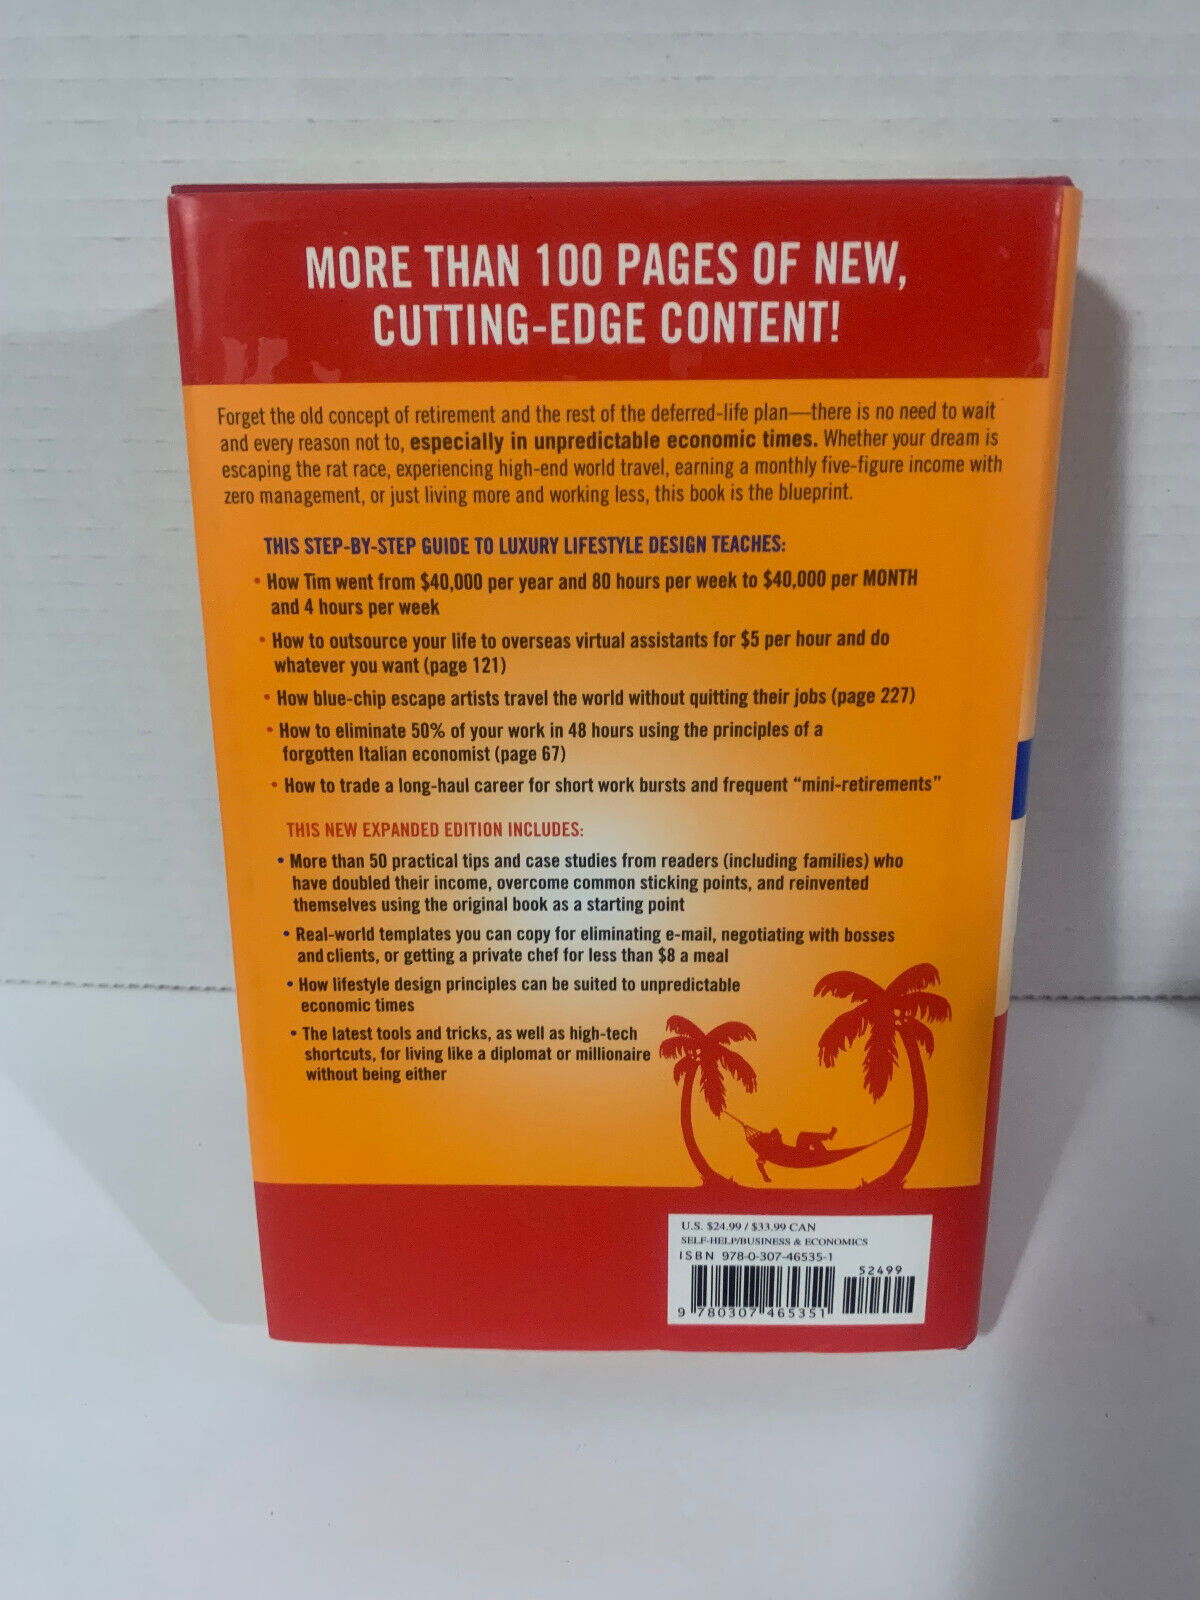 MORE THAN 100 PAGES OF NEW,
CUTTING-EDGE CONTENT!
Forget the old concept of retirement and the rest of the deferred-life plan—there is no need to wait
and every reason not to, especially in unpredictable economic times. Whether your dream is
escaping the rat race, experiencing high-end world travel, earning a monthly five-figure income with
zero management, or just living more and working less, this book is the blueprint.
THIS STEP-BY-STEP GUIDE TO LUXURY LIFESTYLE DESIGN TEACHES:
• How Tim went from $40,000 per year and 80 hours per week to $40,000 per MONTH
and 4 hours per week
• How to outsource your life to overseas virtual assistants for $5 per hour and do
whatever you want (page 121)
• How blue-chip escape artists travel the world without quitting their jobs (page 227)
• How to eliminate 50% of your work in 48 hours using the principles of a
forgotten Italian economist (page 67)
• How to trade a long-haul career for short work bursts and frequent “mini-retirements”
THIS NEW EXPANDED EDITION INCLUDES:
• More than 50 practical tips and case studies from readers (including families) who
have doubled their income, overcome common sticking points, and reinvented
themselves using the original book as a starting point
• Real-world templates you can copy for eliminating e-mail, negotiating with bosses
and clients, or getting a private chef for less than $8 a meal
• How lifestyle design principles can be suited to unpredictable
economic times
• The latest tools and tricks, as well as high-tech
shortcuts, for living like a diplomat or millionaire
without being either
U.S. $24.99 / $33.99 CAN
SELF-HELP/BUSINESS & ECONOMICS
ISBN 978-0-307-46535-1
52499
9 780307 465351